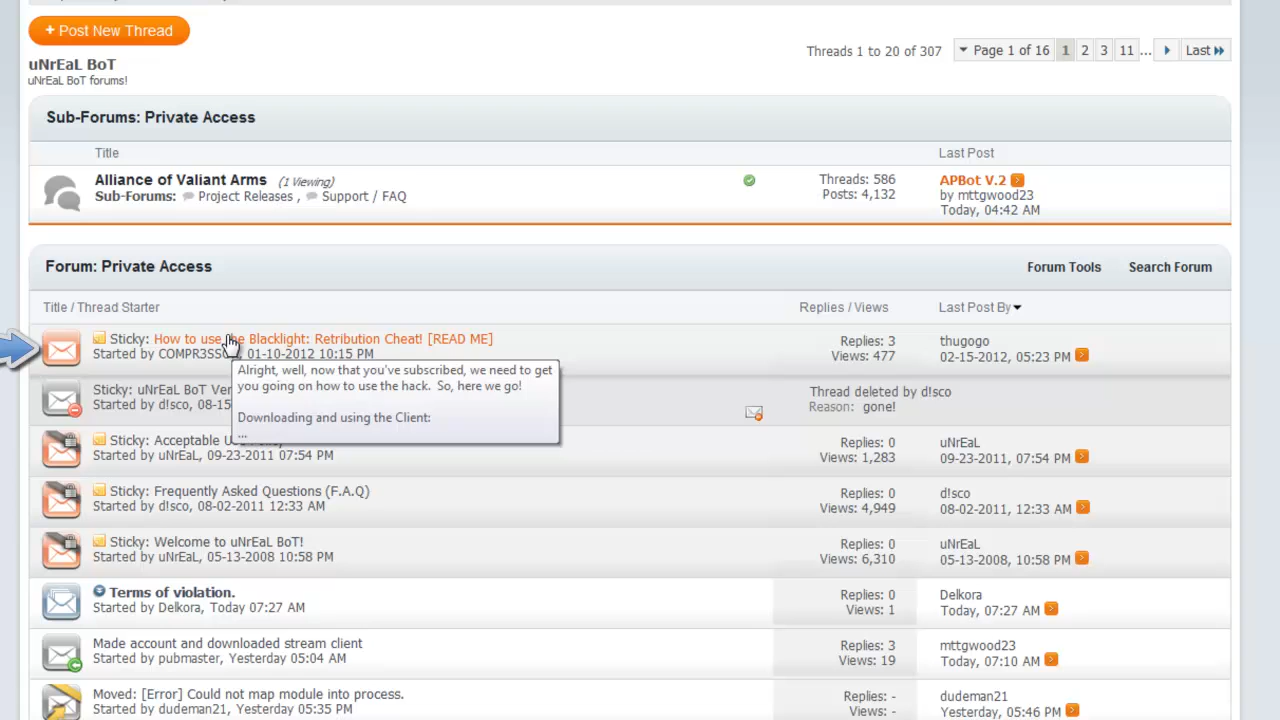 + Post New Thread
Threads 1 to 20 of 307
Page 1 of 16 1 2 3 11 ... Last
uNrEaL BoT
uNrEaL BoT forums!
Sub-Forums: Private Access
Title Last Post
Alliance of Valiant Arms (1 Viewing)
Sub-Forums: Project Releases , Support / FAQ
Threads: 586
Posts: 4,132
APBot V.2
by mttgwood23
Today, 04:42 AM
Forum: Private Access Forum Tools Search Forum
Title / Thread Starter Replies / Views Last Post By
Sticky: How to use the Blacklight: Retribution Cheat! [READ ME]
Started by COMPR3SS, 01-10-2012 10:15 PM
Replies: 3
Views: 477
thugogo
02-15-2012, 05:23 PM
Alright, well, now that you've subscribed, we need to get
you going on how to use the hack. So, here we go!
Downloading and using the Client:
...
Sticky: uNrEaL BoT Ver
Started by d!sco, 08-15
Thread deleted by d!sco
Reason: gone!
Sticky: Acceptable U
Started by uNrEaL, 09-23-2011 07:54 PM
Replies: 0
Views: 1,283
uNrEaL
09-23-2011, 07:54 PM
Sticky: Frequently Asked Questions (F.A.Q)
Started by d!sco, 08-02-2011 12:33 AM
Replies: 0
Views: 4,949
d!sco
08-02-2011, 12:33 AM
Sticky: Welcome to uNrEaL BoT!
Started by uNrEaL, 05-13-2008 10:58 PM
Replies: 0
Views: 6,310
uNrEaL
05-13-2008, 10:58 PM
Terms of violation.
Started by Delkora, Today 07:27 AM
Replies: 0
Views: 1
Delkora
Today, 07:27 AM
Made account and downloaded stream client
Started by pubmaster, Yesterday 05:04 AM
Replies: 3
Views: 19
mttgwood23
Today, 07:10 AM
Moved: [Error] Could not map module into process.
Started by dudeman21, Yesterday 05:35 PM
Replies: -
Views: -
dudeman21
Yesterday, 05:46 PM